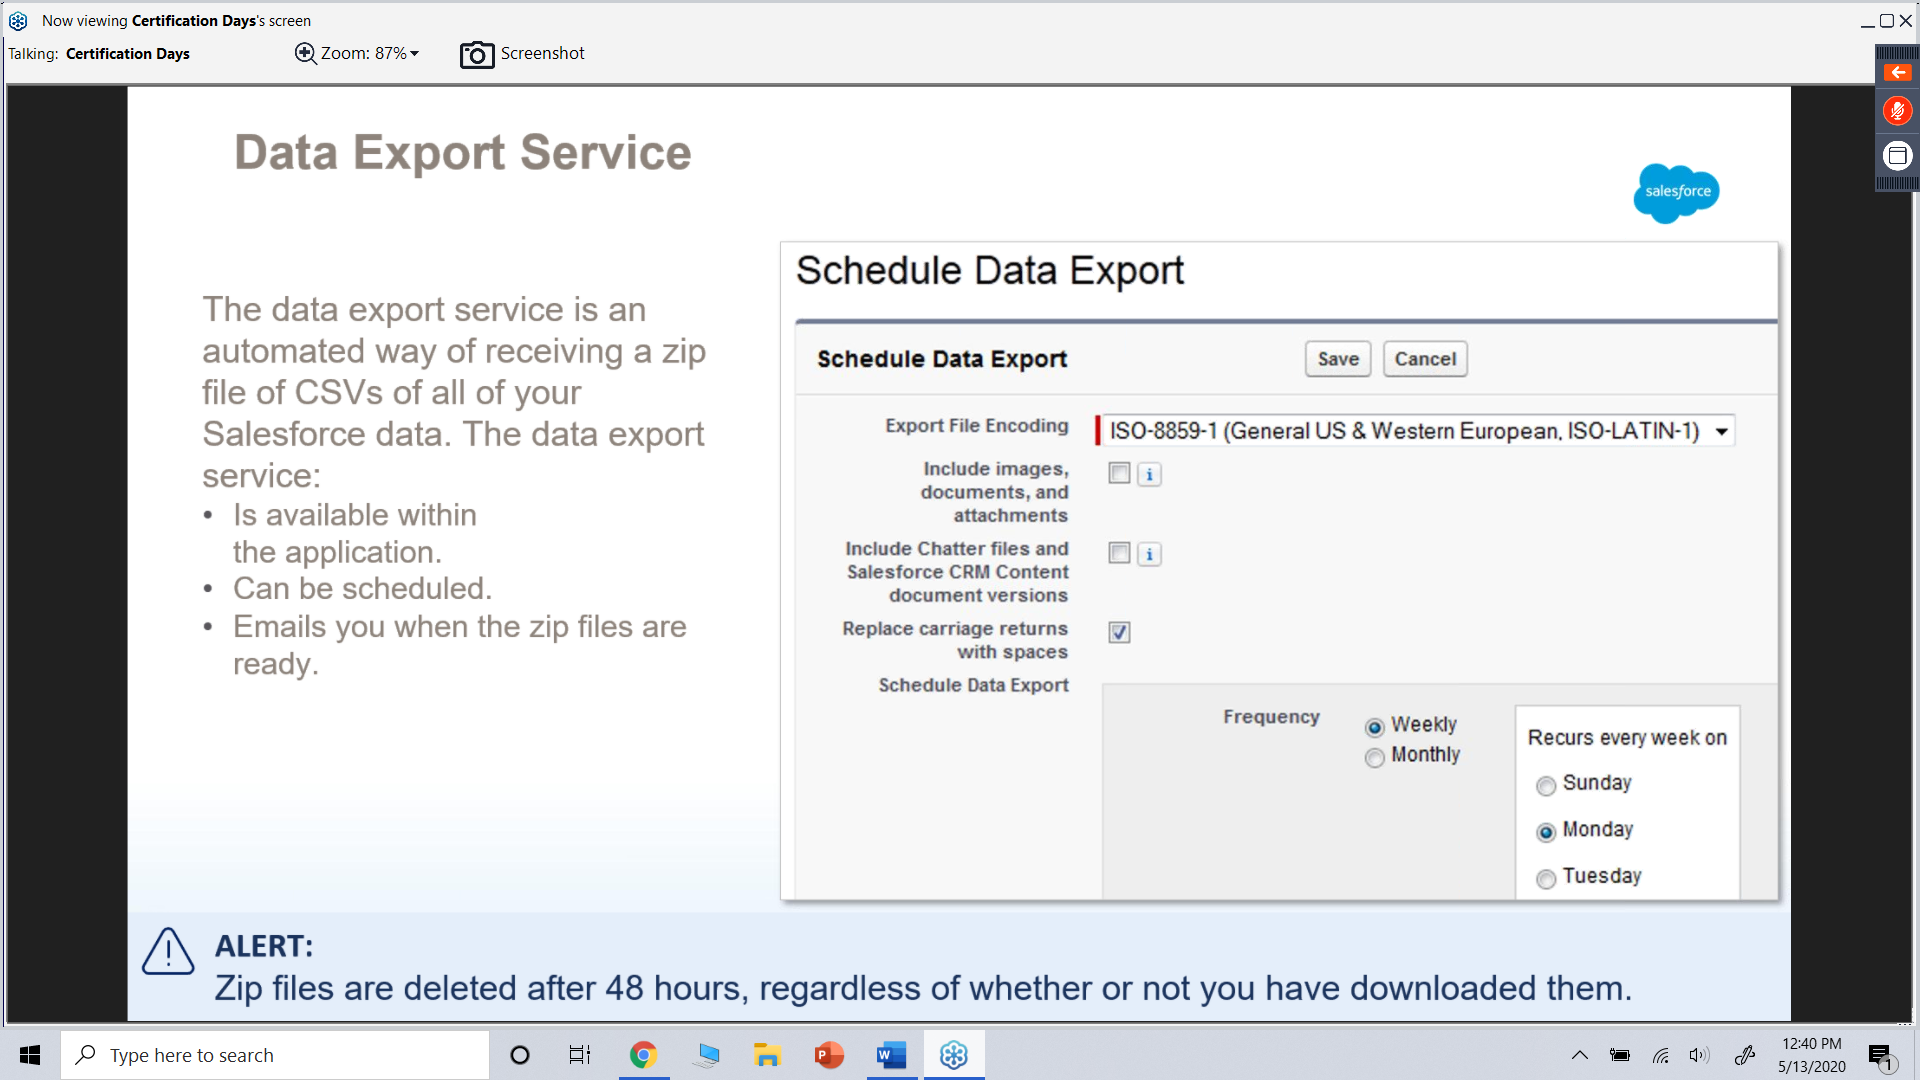 Now viewing Certification Days's screen
Talking: Certification Days
Zoom: 87%
Screenshot
Data Export Service
salesforce
The data export service is an
automated way of receiving a zip
file of CSVs of all of your
Salesforce data. The data export
service:
• Is available within
the application.
• Can be scheduled.
• Emails you when the zip files are
ready.
Schedule Data Export
Schedule Data Export
Save
Cancel
Export File Encoding
ISO-8859-1 (General US & Western European, ISO-LATIN-1)
Include images,
documents, and
attachments
i
Include Chatter files and
Salesforce CRM Content
document versions
i
Replace carriage returns
with spaces
Schedule Data Export
Frequency
Weekly
Monthly
Recurs every week on
Sunday
Monday
Tuesday
ALERT:
Zip files are deleted after 48 hours, regardless of whether or not you have downloaded them.
Type here to search
P
W
12:40 PM
5/13/2020
1